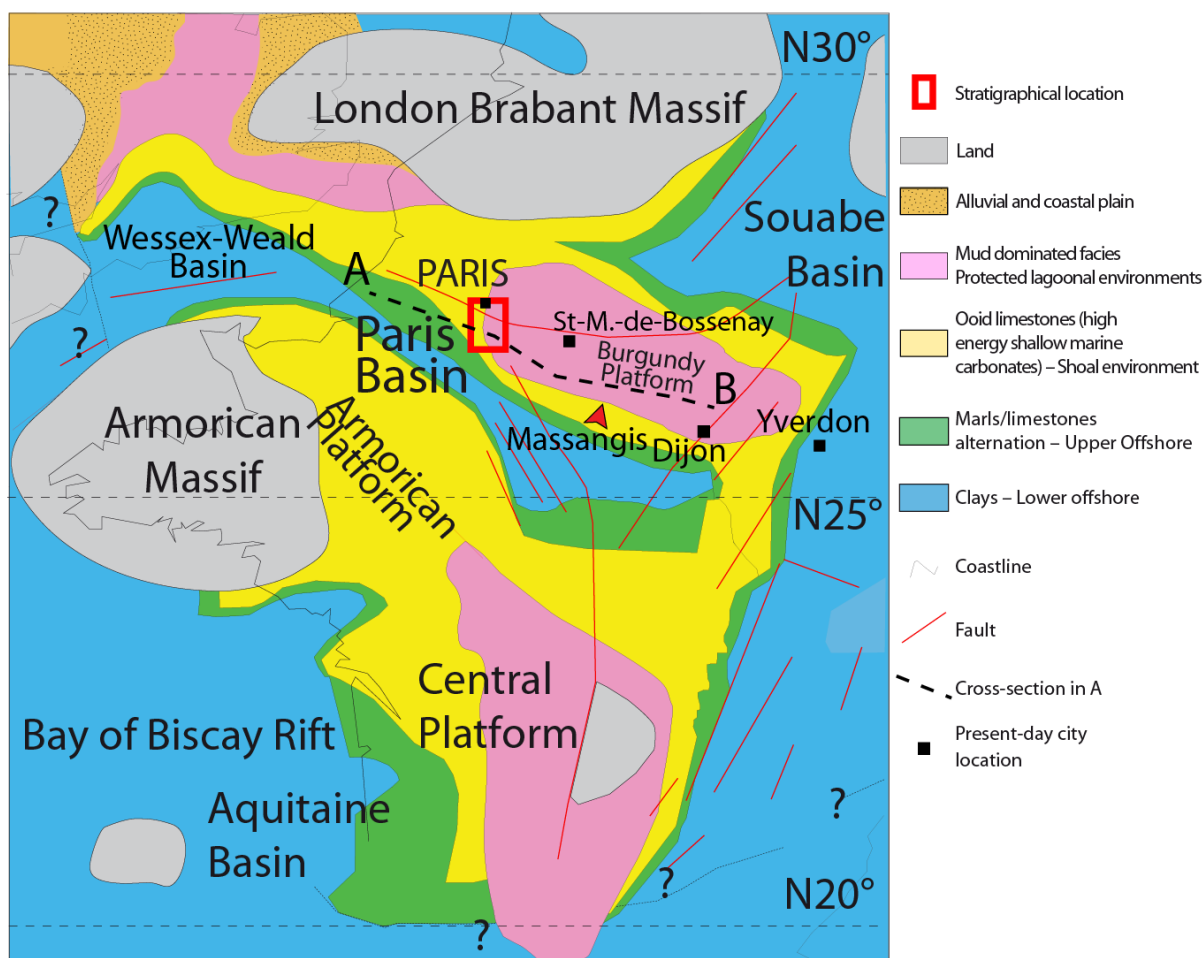 N30°
London Brabant Massif
?
Wessex-Weald
Basin
Souabe
Basin
A
PARIS
?
Paris
Basin
St-M.-de-Bossenay
Burgundy
Platform
B
Armorican
Massif
Armorican
Platform
Massangis
Dijon
Yverdon
N25°
Central
Platform
Bay of Biscay Rift
Aquitaine
Basin
?
?
N20°
?
Stratigraphical location
Land
Alluvial and coastal plain
Mud dominated facies
Protected lagoonal environments
Ooid limestones (high
energy shallow marine
carbonates) – Shoal environment
Marls/limestones
alternation – Upper Offshore
Clays – Lower offshore
Coastline
Fault
Cross-section in A
Present-day city
location